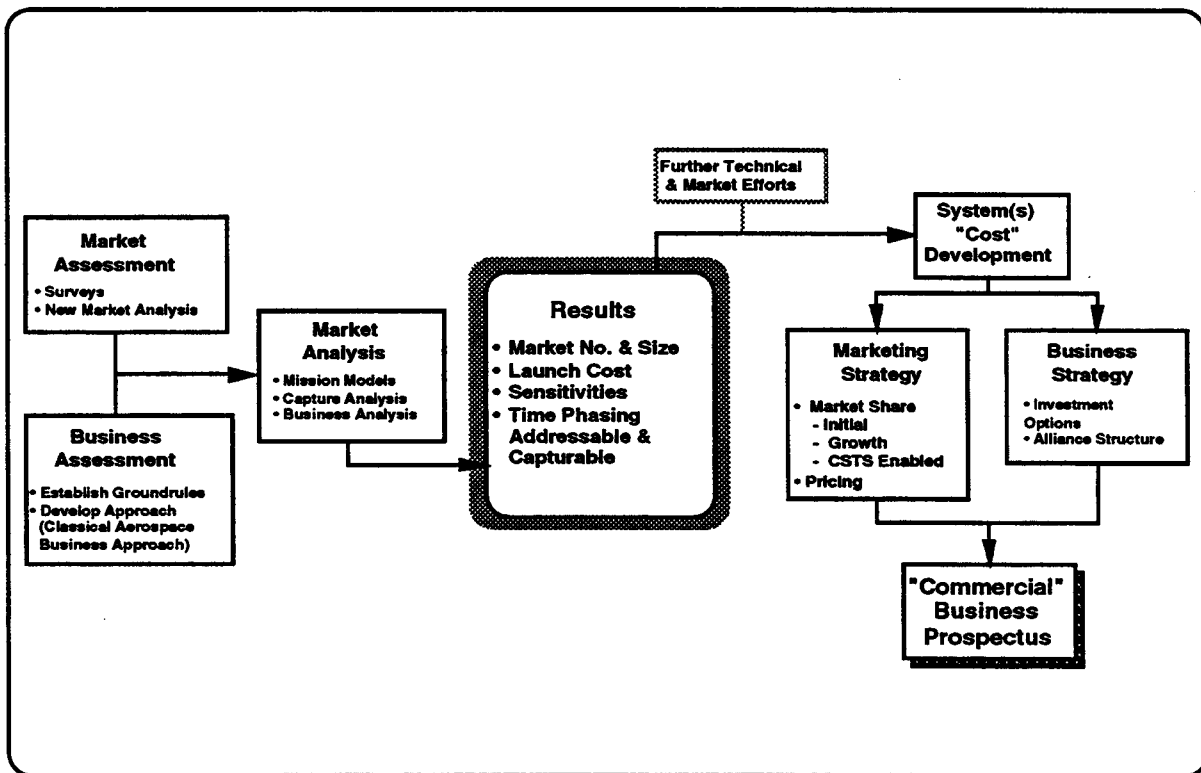 Market
Assessment
• Surveys
• New Market Analysis
Business
Assessment
• Establish Groundrules
• Develop Approach
(Classical Aerospace
Business Approach)
Market
Analysis
• Mission Models
• Capture Analysis
• Business Analysis
Results
• Market No. & Size
• Launch Cost
• Sensitivities
• Time Phasing
Addressable &
Capturable
Further Technical
& Market Efforts
System(s)
"Cost"
Development
Marketing
Strategy
• Market Share
- Initial
- Growth
- CSTS Enabled
• Pricing
Business
Strategy
• Investment
Options
• Alliance Structure
"Commercial"
Business
Prospectus